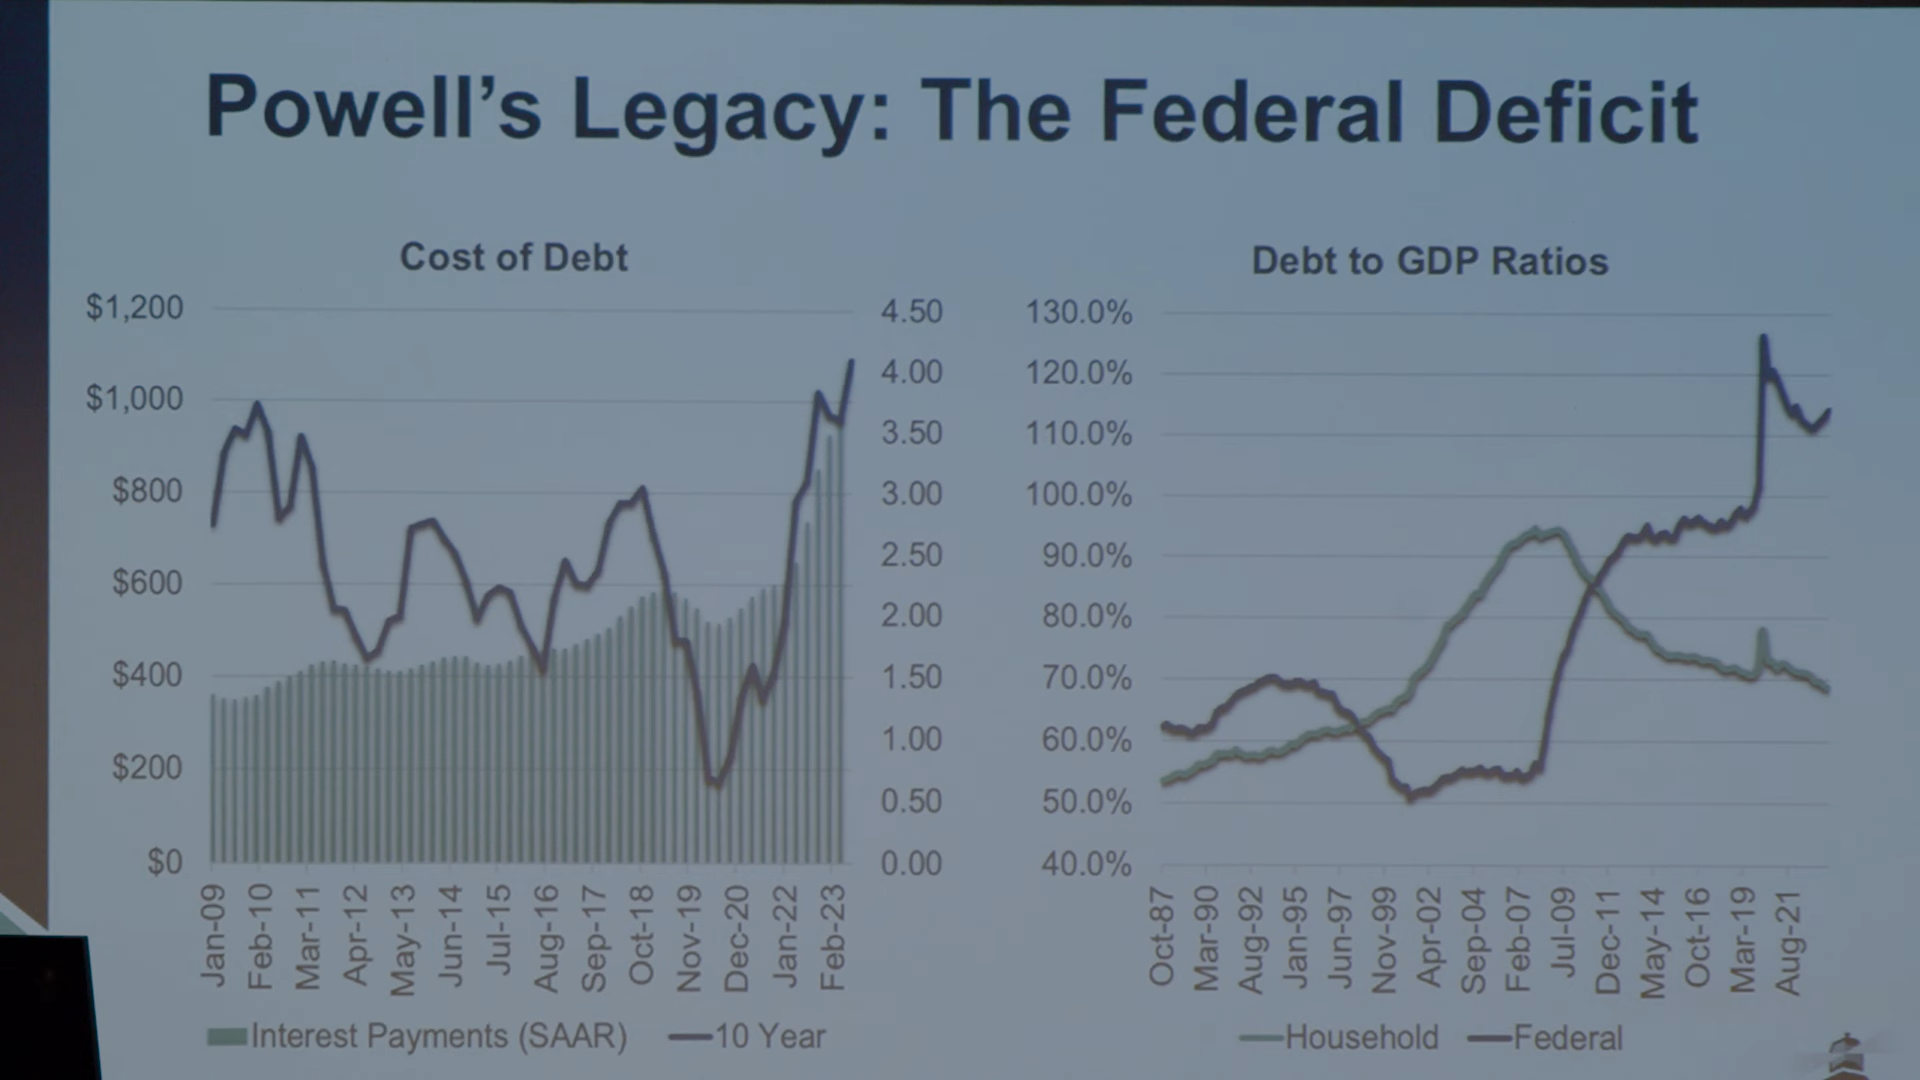 Powell's Legacy: The Federal Deficit
Cost of Debt
$1,200
$1,000
$800
$600
$400
$200
$0
4.50
4.00
3.50
3.00
2.50
2.00
1.50
1.00
0.50
0.00
Jan-09
Feb-10
Mar-11
Apr-12
May-13
Jun-14
Jul-15
Aug-16
Sep-17
Oct-18
Nov-19
Dec-20
Jan-22
Feb-23
Interest Payments (SAAR)
10 Year
Debt to GDP Ratios
130.0%
120.0%
110.0%
100.0%
90.0%
80.0%
70.0%
60.0%
50.0%
40.0%
Oct-87
Mar-90
Aug-92
Jan-95
Jun-97
Nov-99
Apr-02
Sep-04
Feb-07
Jul-09
Dec-11
May-14
Oct-16
Mar-19
Aug-21
Household
Federal